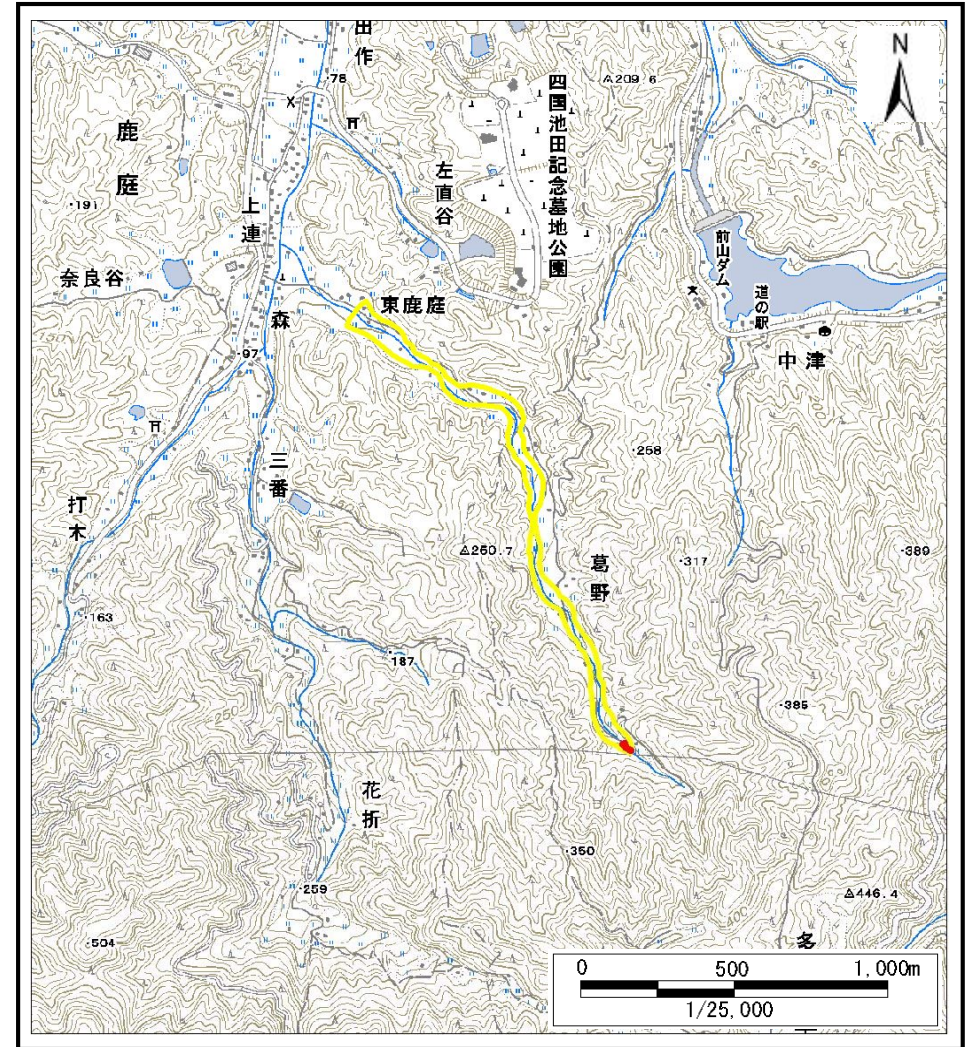 出作
N
・78
△209.6
四国池田記念墓地公園
鹿庭
左直谷
・191
上連
前山ダム
奈良谷
道の駅
東鹿庭
森
中津
・97
・258
三番
打木
△260.7
・389
・317
葛野
・163
・187
・385
花折
・350
・259
△446.4
・504
多
0 500 1,000m
1/25,000